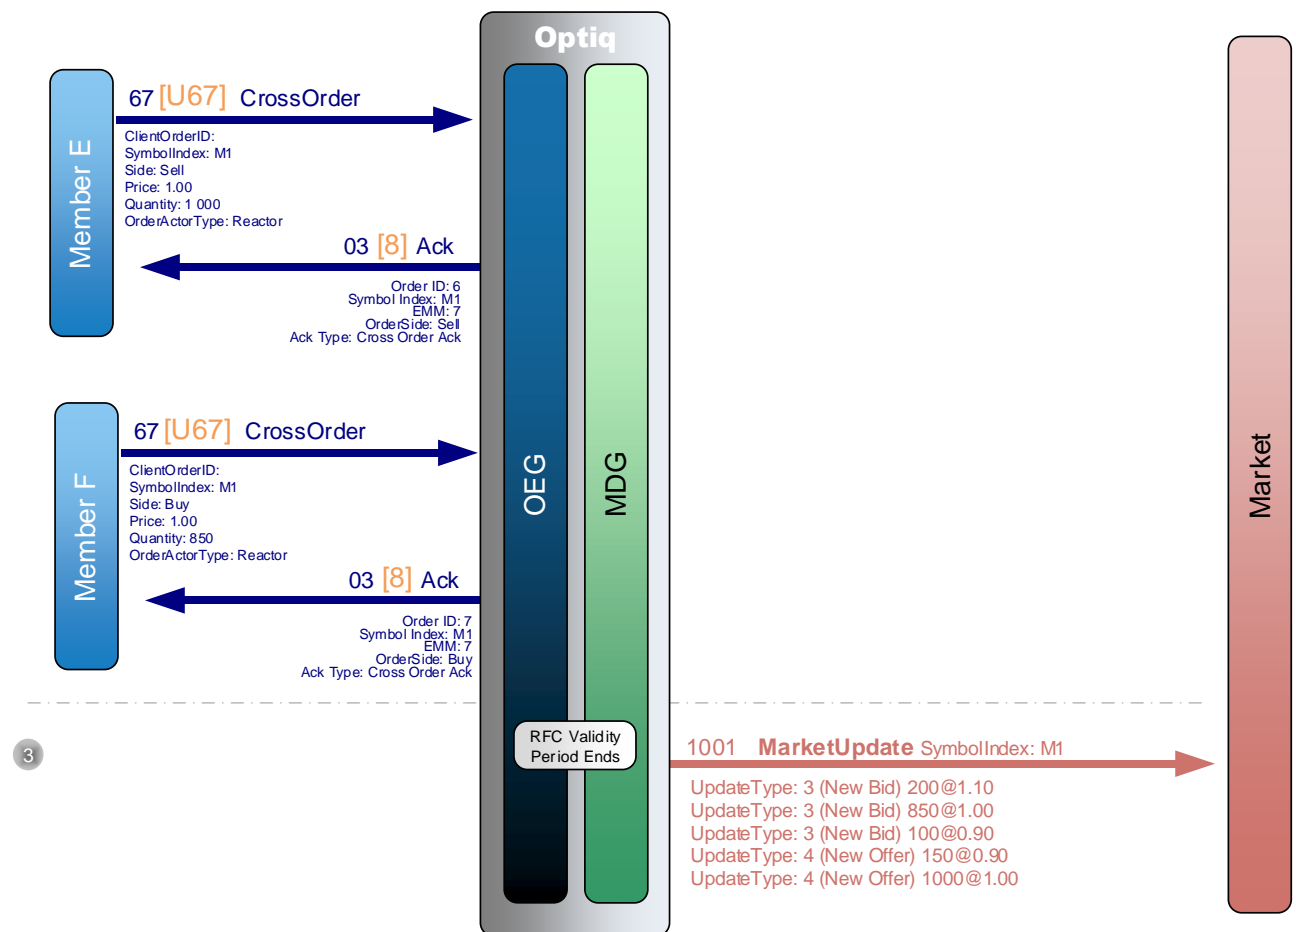 Optiq
Member E
67 [U67] CrossOrder
ClientOrderID:
SymbolIndex: M1
Side: Sell
Price: 1.00
Quantity: 1 000
OrderActorType: Reactor
03 [8] Ack
Order ID: 6
Symbol Index: M1
EMM: 7
OrderSide: Sell
Ack Type: Cross Order Ack
Member F
67 [U67] CrossOrder
ClientOrderID:
SymbolIndex: M1
Side: Buy
Price: 1.00
Quantity: 850
OrderActorType: Reactor
03 [8] Ack
Order ID: 7
Symbol Index: M1
EMM: 7
OrderSide: Buy
Ack Type: Cross Order Ack
OEG
MDG
Market
3
RFC Validity
Period Ends
1001 MarketUpdate SymbolIndex: M1
UpdateType: 3 (New Bid) 200@1.10
UpdateType: 3 (New Bid) 850@1.00
UpdateType: 3 (New Bid) 100@0.90
UpdateType: 4 (New Offer) 150@0.90
UpdateType: 4 (New Offer) 1000@1.00